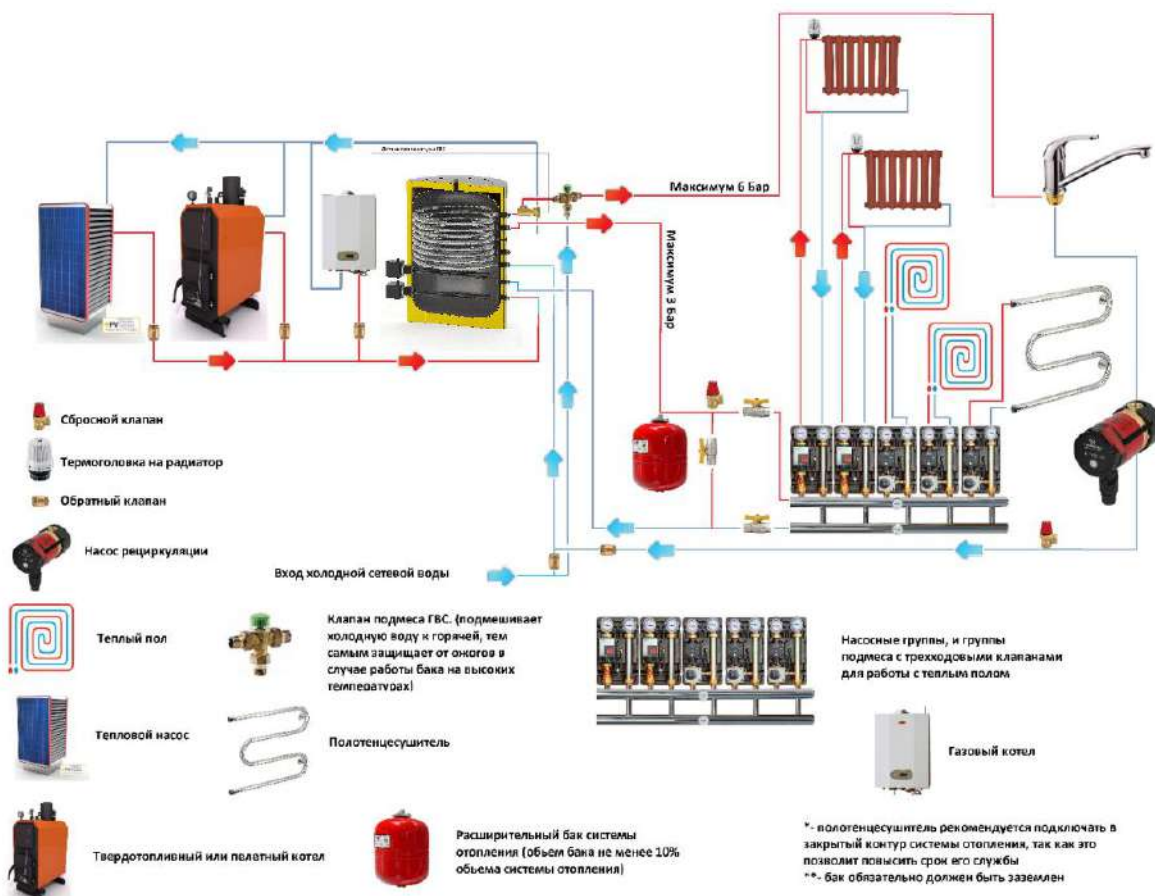 Максимум 6 Бар
Максимум 3 Бар
Сбросной клапан
Термоголовка на радиатор
Обратный клапан
Насос рециркуляции
Вход холодной сетевой воды
Теплый пол
Клапан подмеса ГВС. (подмешивает
холодную воду к горячей, тем
самым защищает от ожогов в
случае работы бака на высоких
температурах)
Насосные группы, и группы
подмеса с трехходовыми клапанами
для работы с теплым полом
Тепловой насос
Полотенцесушитель
Газовый котел
Твердотопливный или пелетный котел
Расширительный бак системы
отопления (обьем бака не менее 10%
обьема системы отопления)
*- полотенцесушитель рекомендуется подключать в
закрытый контур системы отопления, так как это
позволит повысить срок его службы
**- бак обязательно должен быть заземлен